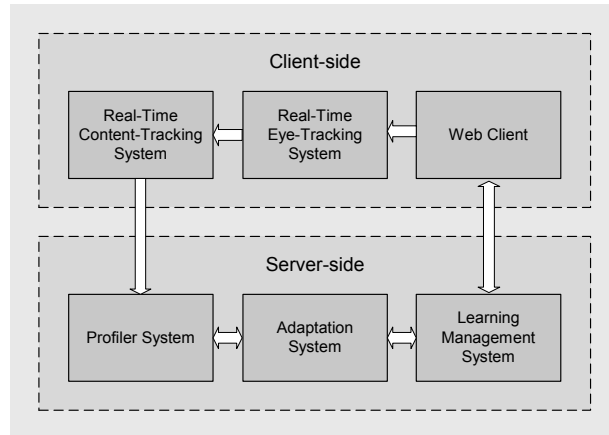 Client-side
Real-Time
Content-Tracking
System
Real-Time
Eye-Tracking
System
Web Client
Server-side
Profiler System
Adaptation
System
Learning
Management
System